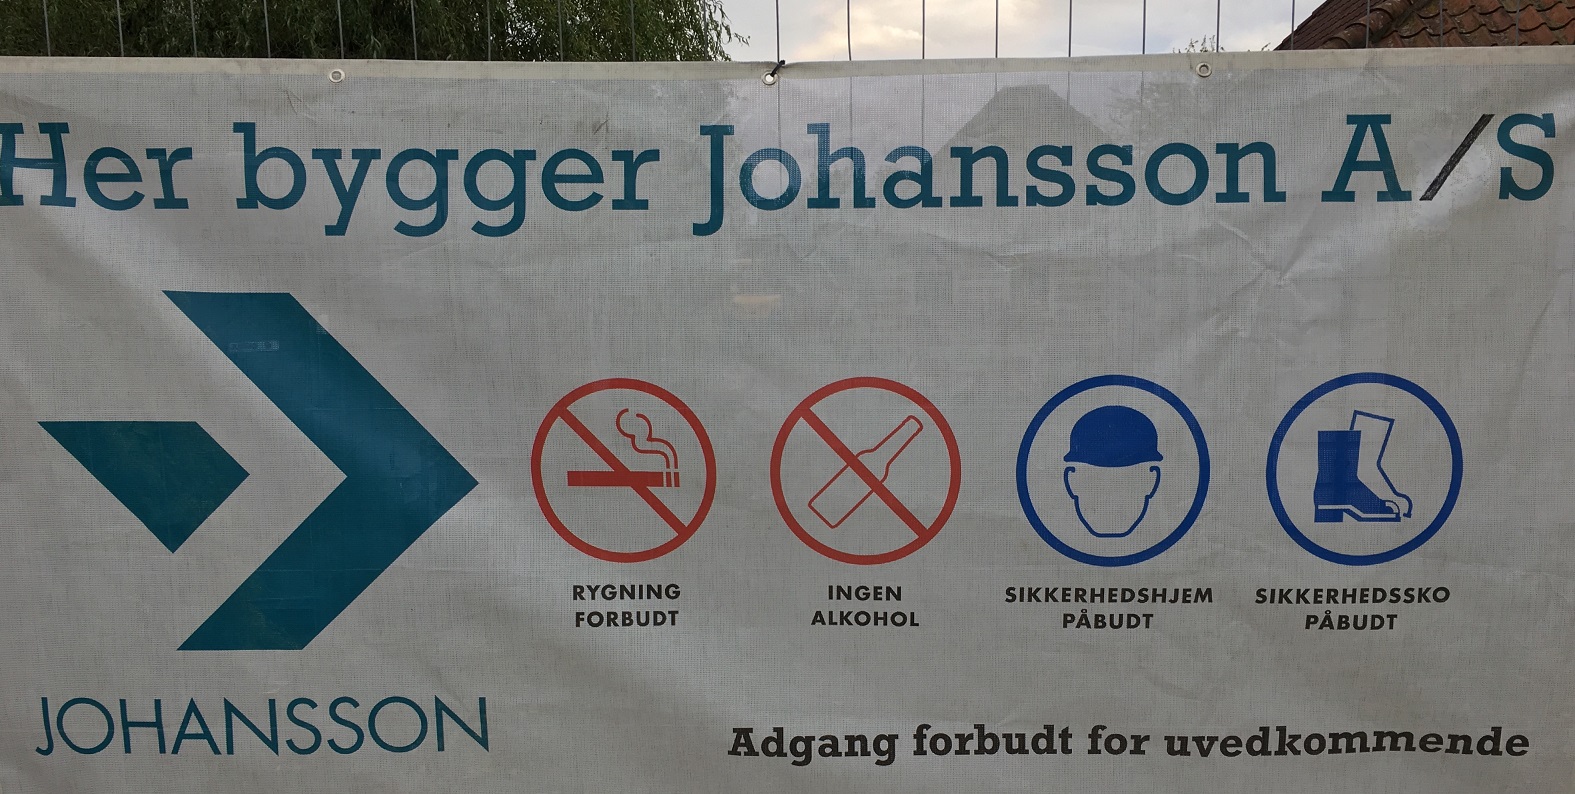 Her bygger Johansson A/S
RYGNING
FORBUDT
INGEN
ALKOHOL
SIKKERHEDSHJEM
PÅBUDT
SIKKERHEDSSKO
PÅBUDT
JOHANSSON
Adgang forbudt for uvedkommende